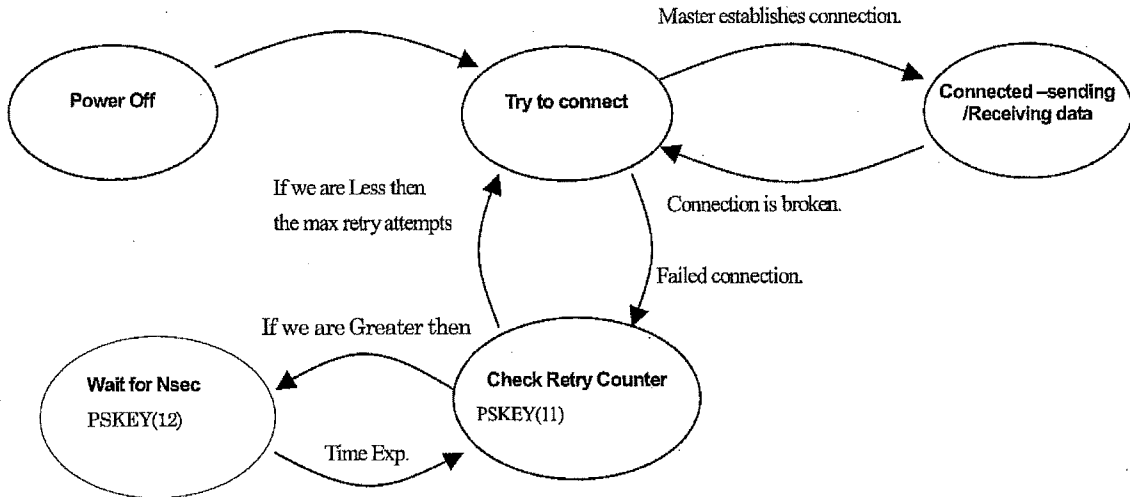 Master establishes connection.
Power Off
Try to connect
Connected –sending
/Receiving data
If we are Less then
the max retry attempts
Connection is broken.
Failed connection.
If we are Greater then
Wait for Nsec
PSKEY(12)
Check Retry Counter
PSKEY(11)
Time Exp.